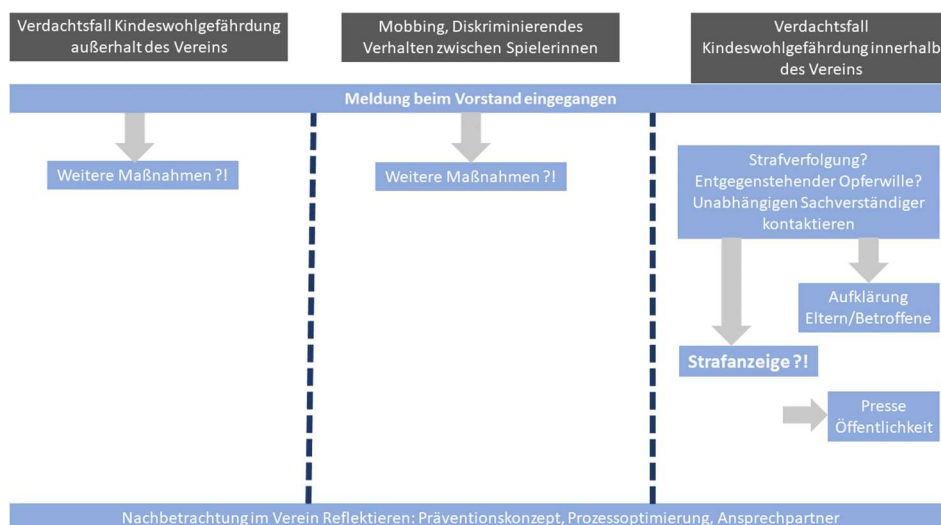 Verdachtsfall Kindeswohlgefährdung
außerhalt des Vereins
Mobbing, Diskriminierendes
Verhalten zwischen Spielerinnen
Verdachtsfall
Kindeswohlgefährdung innerhalb
des Vereins
Meldung beim Vorstand eingegangen
Weitere Maßnahmen ?!
Weitere Maßnahmen ?!
Strafverfolgung?
Entgegenstehender Opferwille?
Unabhängigen Sachverständiger
kontaktieren
Aufklärung
Eltern/Betroffene
Strafanzeige ?!
Presse
Öffentlichkeit
Nachbetrachtung im Verein Reflektieren: Präventionskonzept, Prozessoptimierung, Ansprechpartner